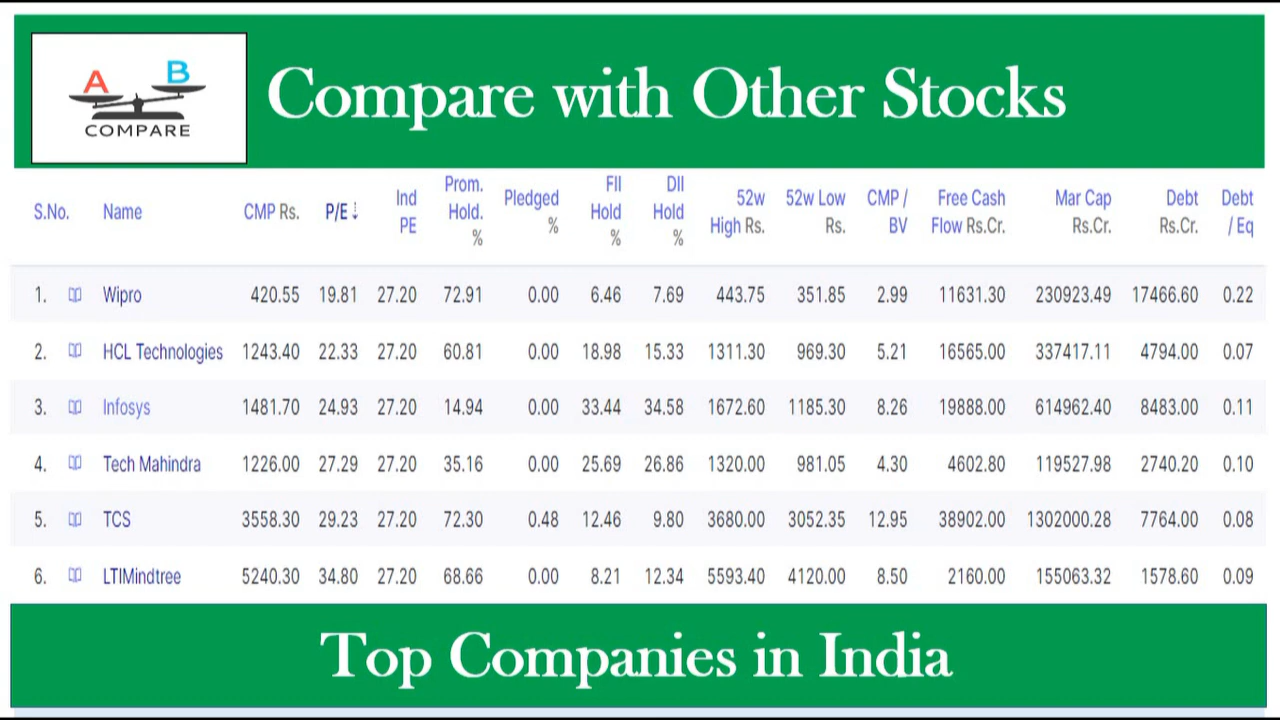 A B
COMPARE
Compare with Other Stocks
S.No. Name CMP Rs. P/E ↓ Ind PE Prom. Hold. % Pledged % FII Hold % DII Hold % 52w High Rs. 52w Low Rs. CMP / BV Free Cash Flow Rs.Cr. Mar Cap Rs.Cr. Debt Rs.Cr. Debt / Eq
1. Wipro 420.55 19.81 27.20 72.91 0.00 6.46 7.69 443.75 351.85 2.99 11631.30 230923.49 17466.60 0.22
2. HCL Technologies 1243.40 22.33 27.20 60.81 0.00 18.98 15.33 1311.30 969.30 5.21 16565.00 337417.11 4794.00 0.07
3. Infosys 1481.70 24.93 27.20 14.94 0.00 33.44 34.58 1672.60 1185.30 8.26 19888.00 614962.40 8483.00 0.11
4. Tech Mahindra 1226.00 27.29 27.20 35.16 0.00 25.69 26.86 1320.00 981.05 4.30 4602.80 119527.98 2740.20 0.10
5. TCS 3558.30 29.23 27.20 72.30 0.48 12.46 9.80 3680.00 3052.35 12.95 38902.00 1302000.28 7764.00 0.08
6. LTIMindtree 5240.30 34.80 27.20 68.66 0.00 8.21 12.34 5593.40 4120.00 8.50 2160.00 155063.32 1578.60 0.09
Top Companies in India